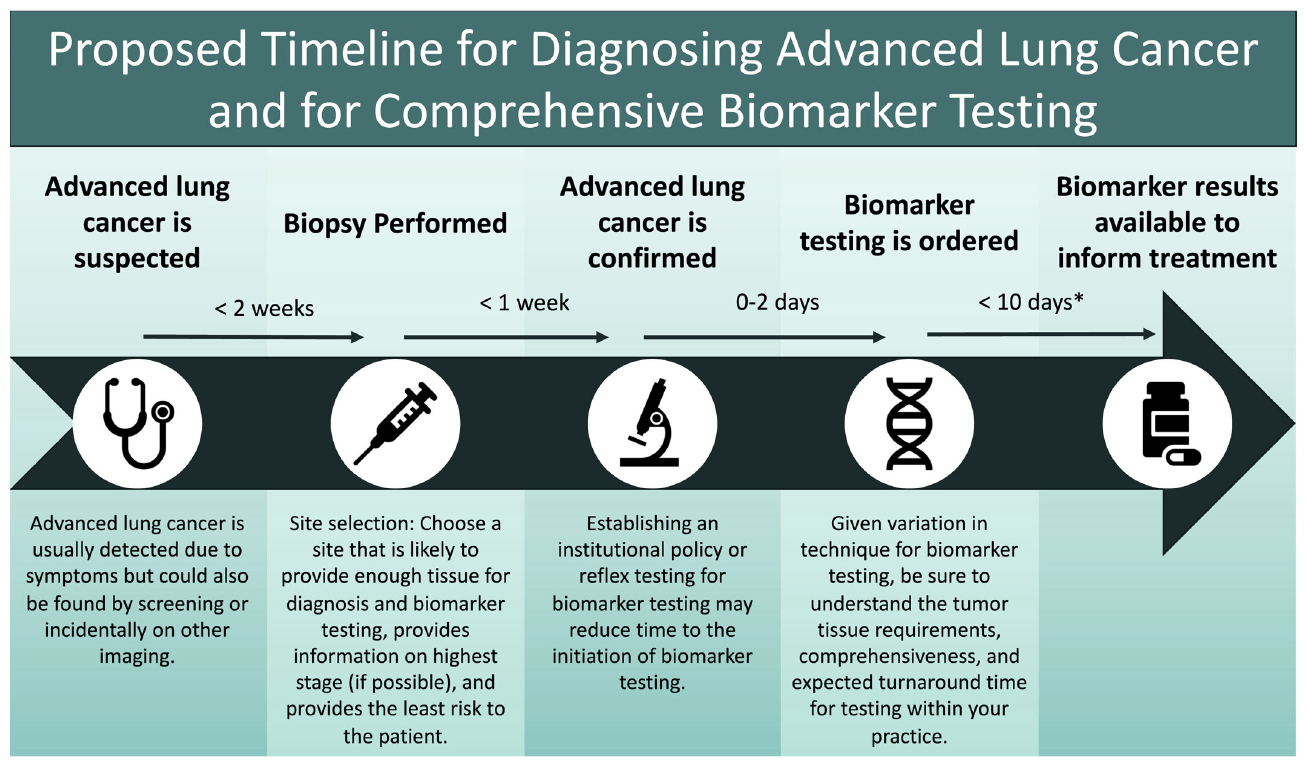 Proposed Timeline for Diagnosing Advanced Lung Cancer
and for Comprehensive Biomarker Testing
Advanced lung
cancer is
suspected
Biopsy Performed
Advanced lung
cancer is
confirmed
Biomarker
testing is ordered
Biomarker results
available to
inform treatment
< 2 weeks
< 1 week
0-2 days
< 10 days*
Advanced lung cancer is
usually detected due to
symptoms but could also
be found by screening or
incidentally on other
imaging.
Site selection: Choose a
site that is likely to
provide enough tissue for
diagnosis and biomarker
testing, provides
information on highest
stage (if possible), and
provides the least risk to
the patient.
Establishing an
institutional policy or
reflex testing for
biomarker testing may
reduce time to the
initiation of biomarker
testing.
Given variation in
technique for biomarker
testing, be sure to
understand the tumor
tissue requirements,
comprehensiveness, and
expected turnaround time
for testing within your
practice.